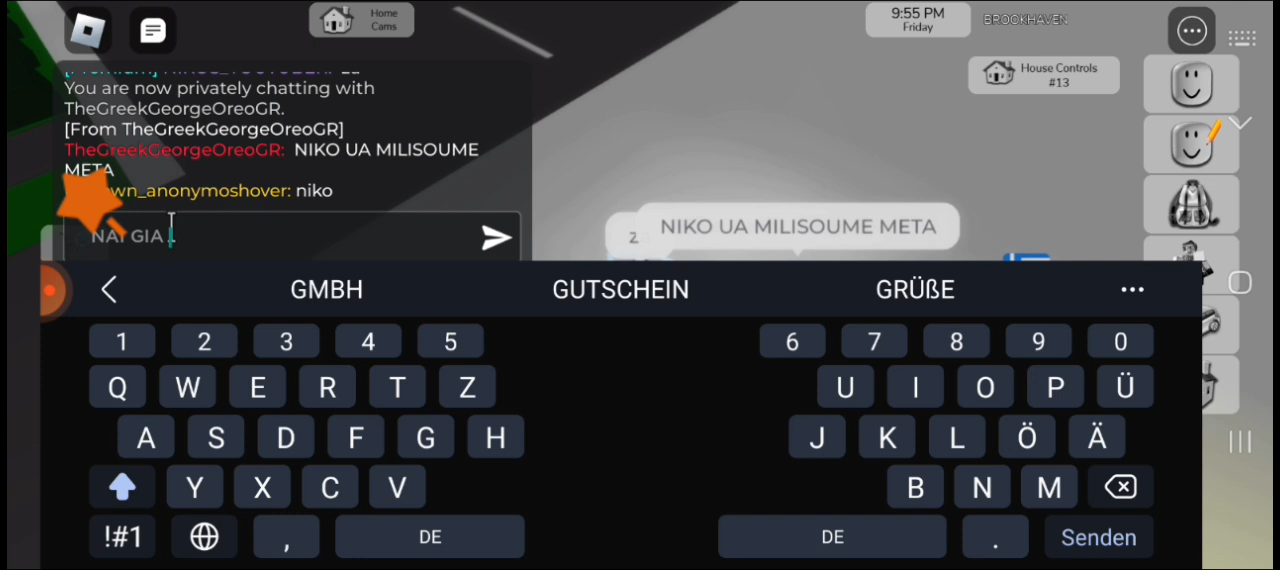 Home
Cams
9:55 PM
Friday
BROOKHAVEN
House Controls
#13
You are now privately chatting with
TheGreekGeorgeOreoGR.
[From TheGreekGeorgeOreoGR]
TheGreekGeorgeOreoGR: NIKO UA MILISOUME
META
wn_anonymoshover: niko
NAI GIA .
2
NIKO UA MILISOUME META
GMBH GUTSCHEIN GRÜßE ...
1 2 3 4 5 6 7 8 9 0
Q W E R T Z U I O P Ü
A S D F G H J K L Ö Ä
Y X C V B N M
!#1 , DE DE . Senden